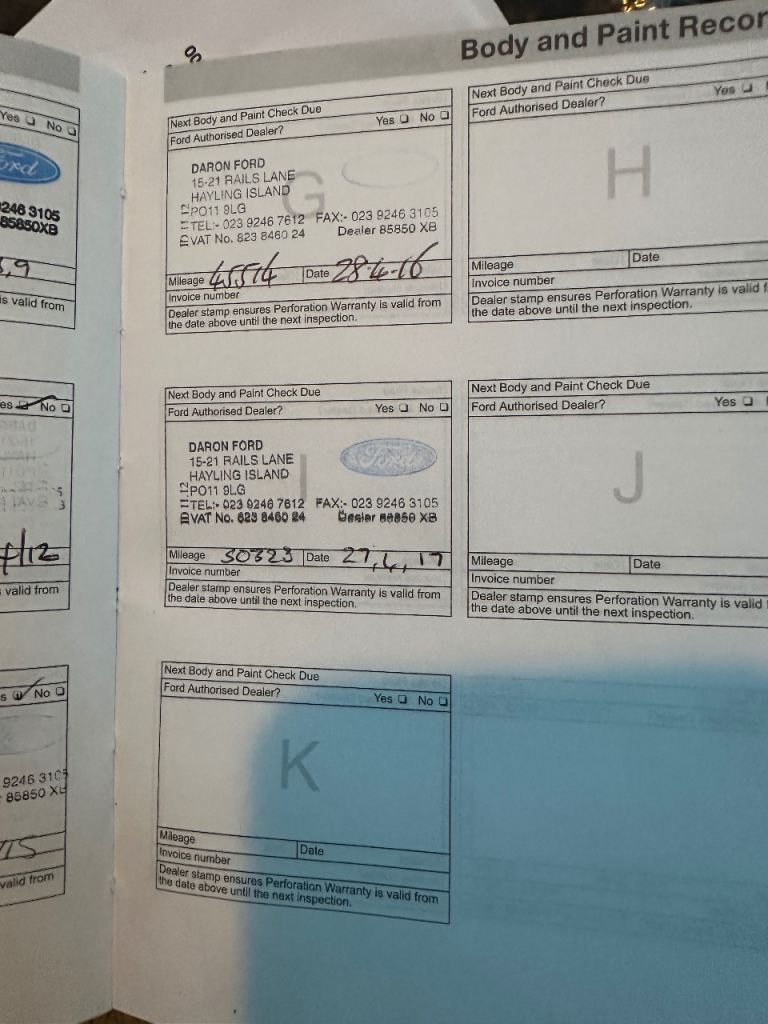 Body and Paint Recor
Yes No
Ford
9246 3105
85850XB
is valid from
es No
valid from
s No
9246 3105
85850 XB
valid from
Next Body and Paint Check Due
Ford Authorised Dealer? Yes No
G
DARON FORD
15-21 RAILS LANE
HAYLING ISLAND
PO11 9LG
TEL:- 023 9246 7612 FAX:- 023 9246 3105
VAT No. 823 8460 24 Dealer 85850 XB
Mileage 45514 Date 28-4-16
Invoice number
Dealer stamp ensures Perforation Warranty is valid from
the date above until the next inspection.
Next Body and Paint Check Due
Ford Authorised Dealer? Yes
H
Mileage Date
Invoice number
Dealer stamp ensures Perforation Warranty is valid f
the date above until the next inspection.
Next Body and Paint Check Due
Ford Authorised Dealer? Yes No
I
DARON FORD
Ford
15-21 RAILS LANE
HAYLING ISLAND
PO11 9LG
TEL:- 023 9246 7612 FAX:- 023 9246 3105
VAT No. 823 8460 24 Dealer 85850 XB
Mileage 50323 Date 27,4,17
Invoice number
Dealer stamp ensures Perforation Warranty is valid from
the date above until the next inspection.
Next Body and Paint Check Due
Ford Authorised Dealer? Yes
J
Mileage Date
Invoice number
Dealer stamp ensures Perforation Warranty is valid
the date above until the next inspection.
Next Body and Paint Check Due
Ford Authorised Dealer? Yes No
K
Mileage Date
Invoice number
Dealer stamp ensures Perforation Warranty is valid from
the date above until the next inspection.